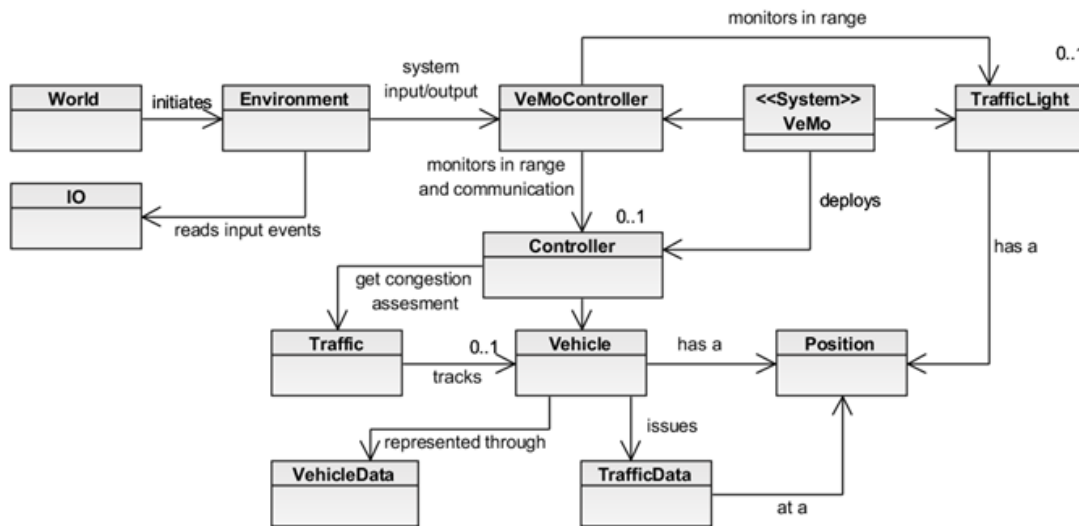 monitors in range
0..1
system
input/output
World
initiates
Environment
VeMoController
<<System>>
VeMo
TrafficLight
monitors in range
and communication
IO
reads input events
0..1
deploys
Controller
has a
get congestion
assesment
Traffic
0..1
tracks
Vehicle
has a
Position
represented through
issues
VehicleData
TrafficData
at a